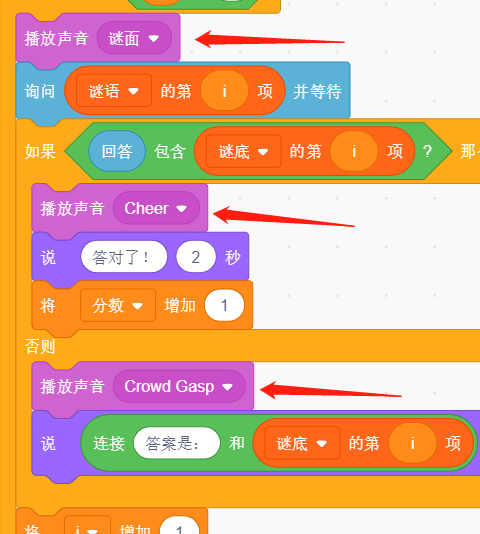 播放声音 谜面
询问 谜语 的第 i 项 并等待
如果 回答 包含 谜底 的第 i 项 ? 那
播放声音 Cheer
说 答对了! 2 秒
将 分数 增加 1
否则
播放声音 Crowd Gasp
说 连接 答案是: 和 谜底 的第 i 项
将 i 增加 1